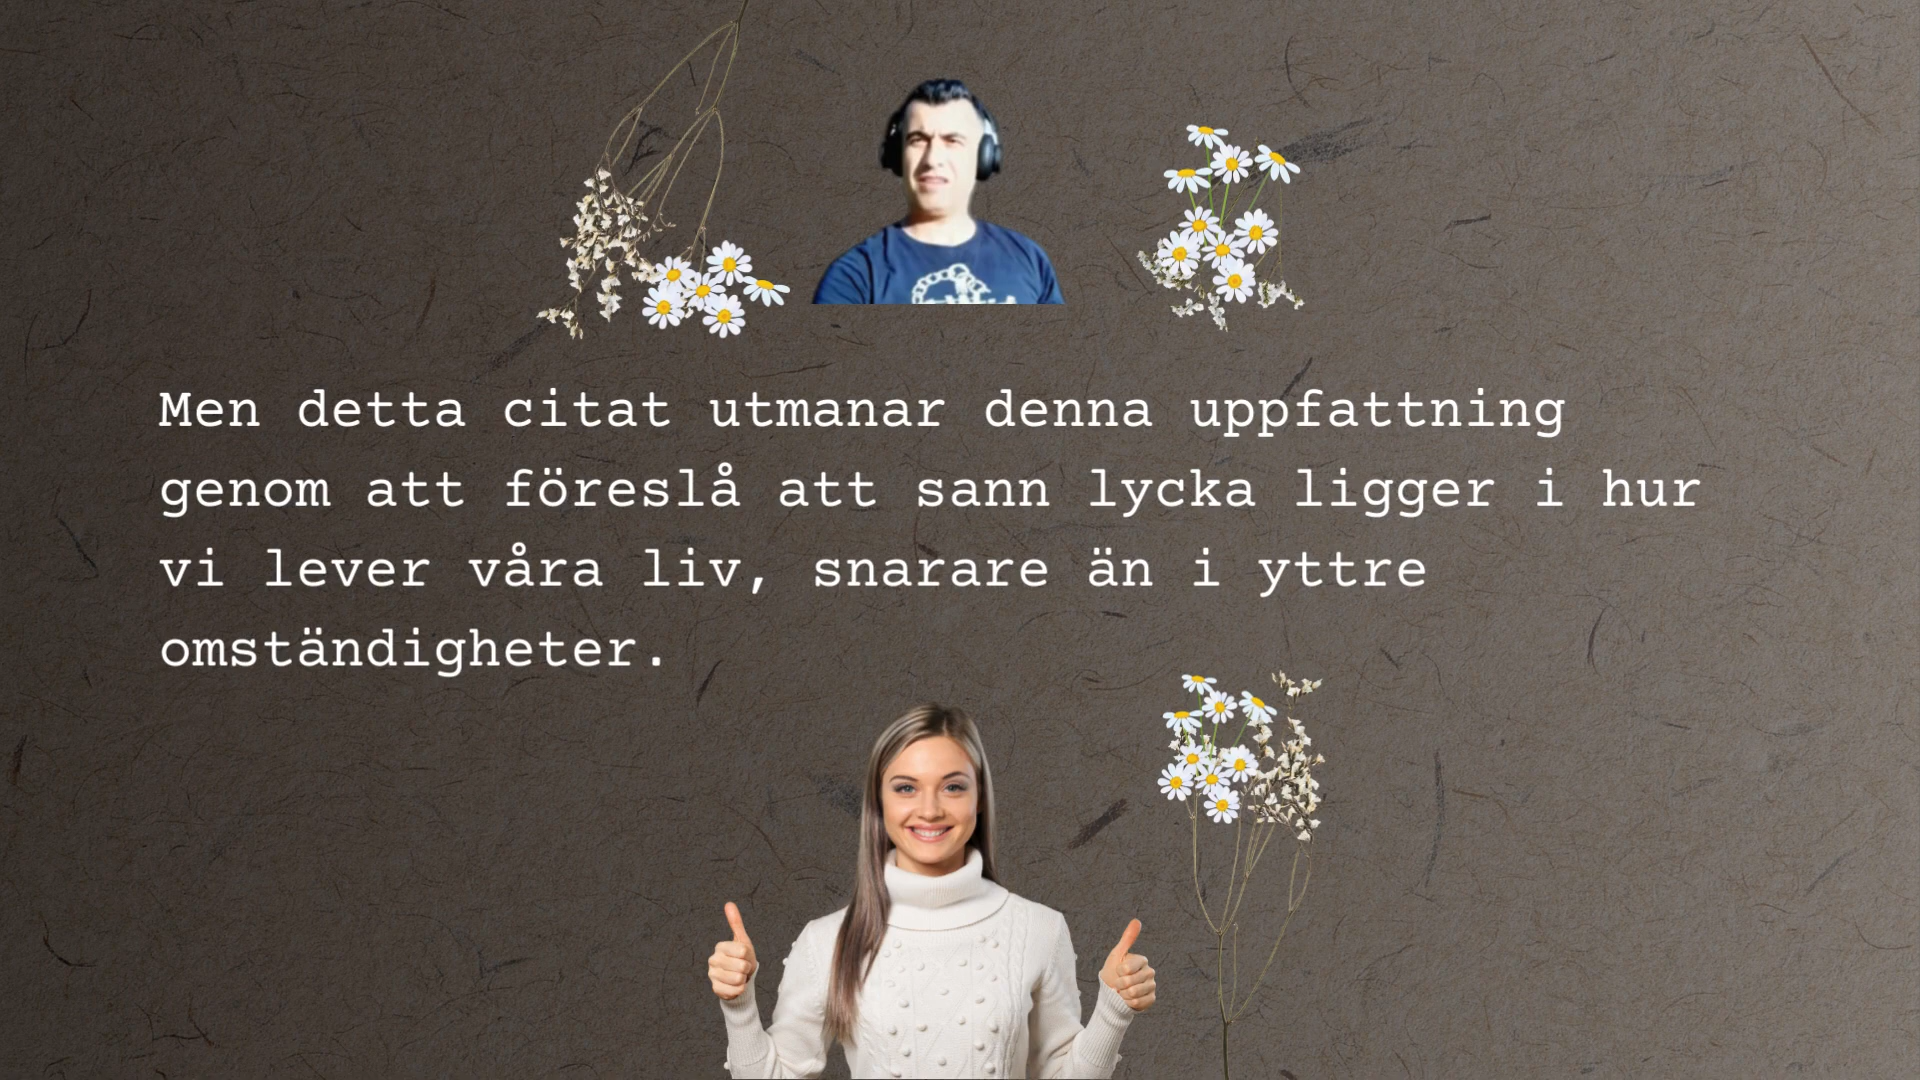 Men detta citat utmanar denna uppfattning
genom att föreslå att sann lycka ligger i hur
vi lever våra liv, snarare än i yttre
omständigheter.